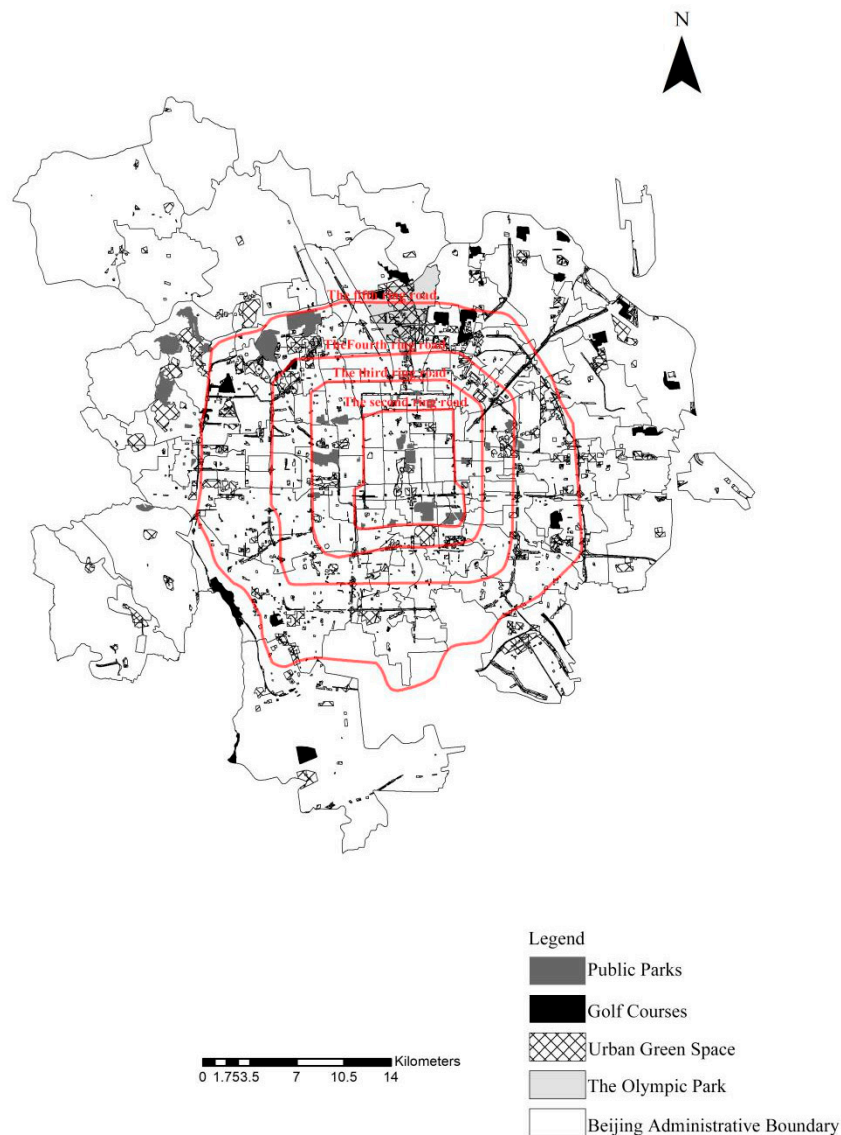 N
The fifth ring road
TheFourth ring road
The third ring road
The second ring road
Legend
Public Parks
Golf Courses
Urban Green Space
The Olympic Park
Beijing Administrative Boundary
Kilometers
0 1.753.5 7 10.5 14